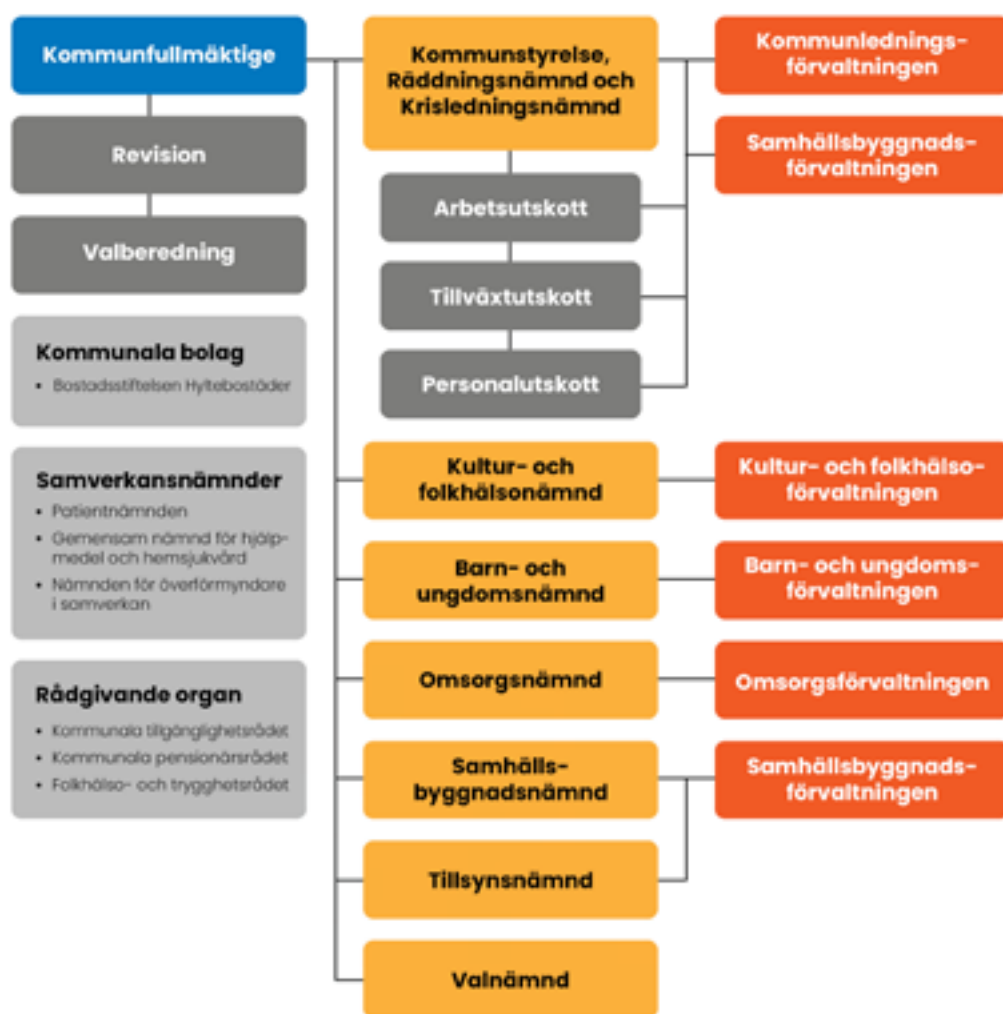 Kommunfullmäktige
Revision
Valberedning
Kommunala bolag
• Bostadsstiftelsen Hyltebostäder
Samverkansnämnder
• Patientnämnden
• Gemensam nämnd för hjälp-
medel och hemsjukvård
• Nämnden för överförmyndare
i samverkan
Rådgivande organ
• Kommunala tillgänglighetsrådet
• Kommunala pensionärsrådet
• Folkhälso- och trygghetsrådet
Kommunstyrelse,
Räddningsnämnd och
Krisledningsnämnd
Arbetsutskott
Tillväxtutskott
Personalutskott
Kultur- och
folkhälsonämnd
Barn- och
ungdomsnämnd
Omsorgsnämnd
Samhälls-
byggnadsnämnd
Tillsynsnämnd
Valnämnd
Kommunlednings-
förvaltningen
Samhällsbyggnads-
förvaltningen
Kultur- och folkhälso-
förvaltningen
Barn- och ungdoms-
förvaltningen
Omsorgsförvaltningen
Samhällsbyggnads-
förvaltningen